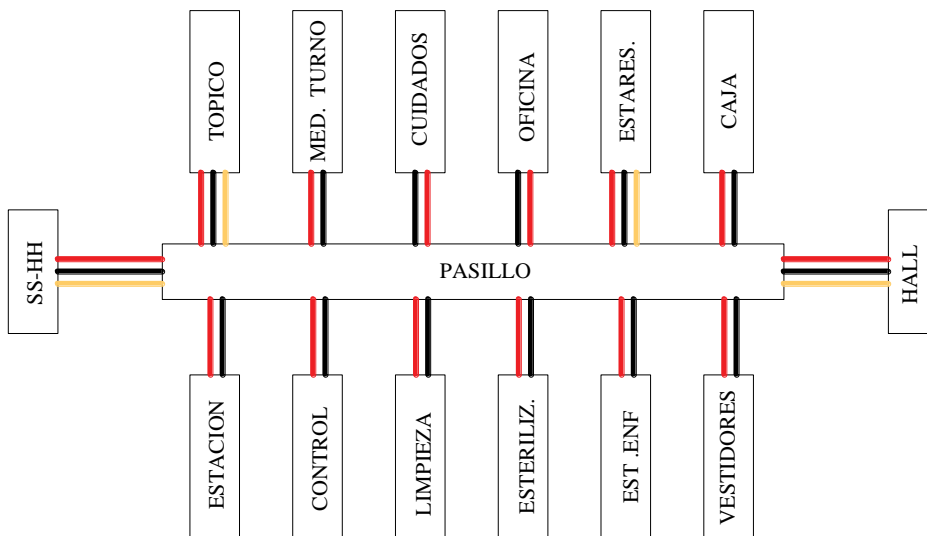 TOPICO
MED. TURNO
CUIDADOS
OFICINA
ESTARES.
CAJA
SS-HH
PASILLO
HALL
ESTACION
CONTROL
LIMPIEZA
ESTERILIZ.
EST .ENF
VESTIDORES